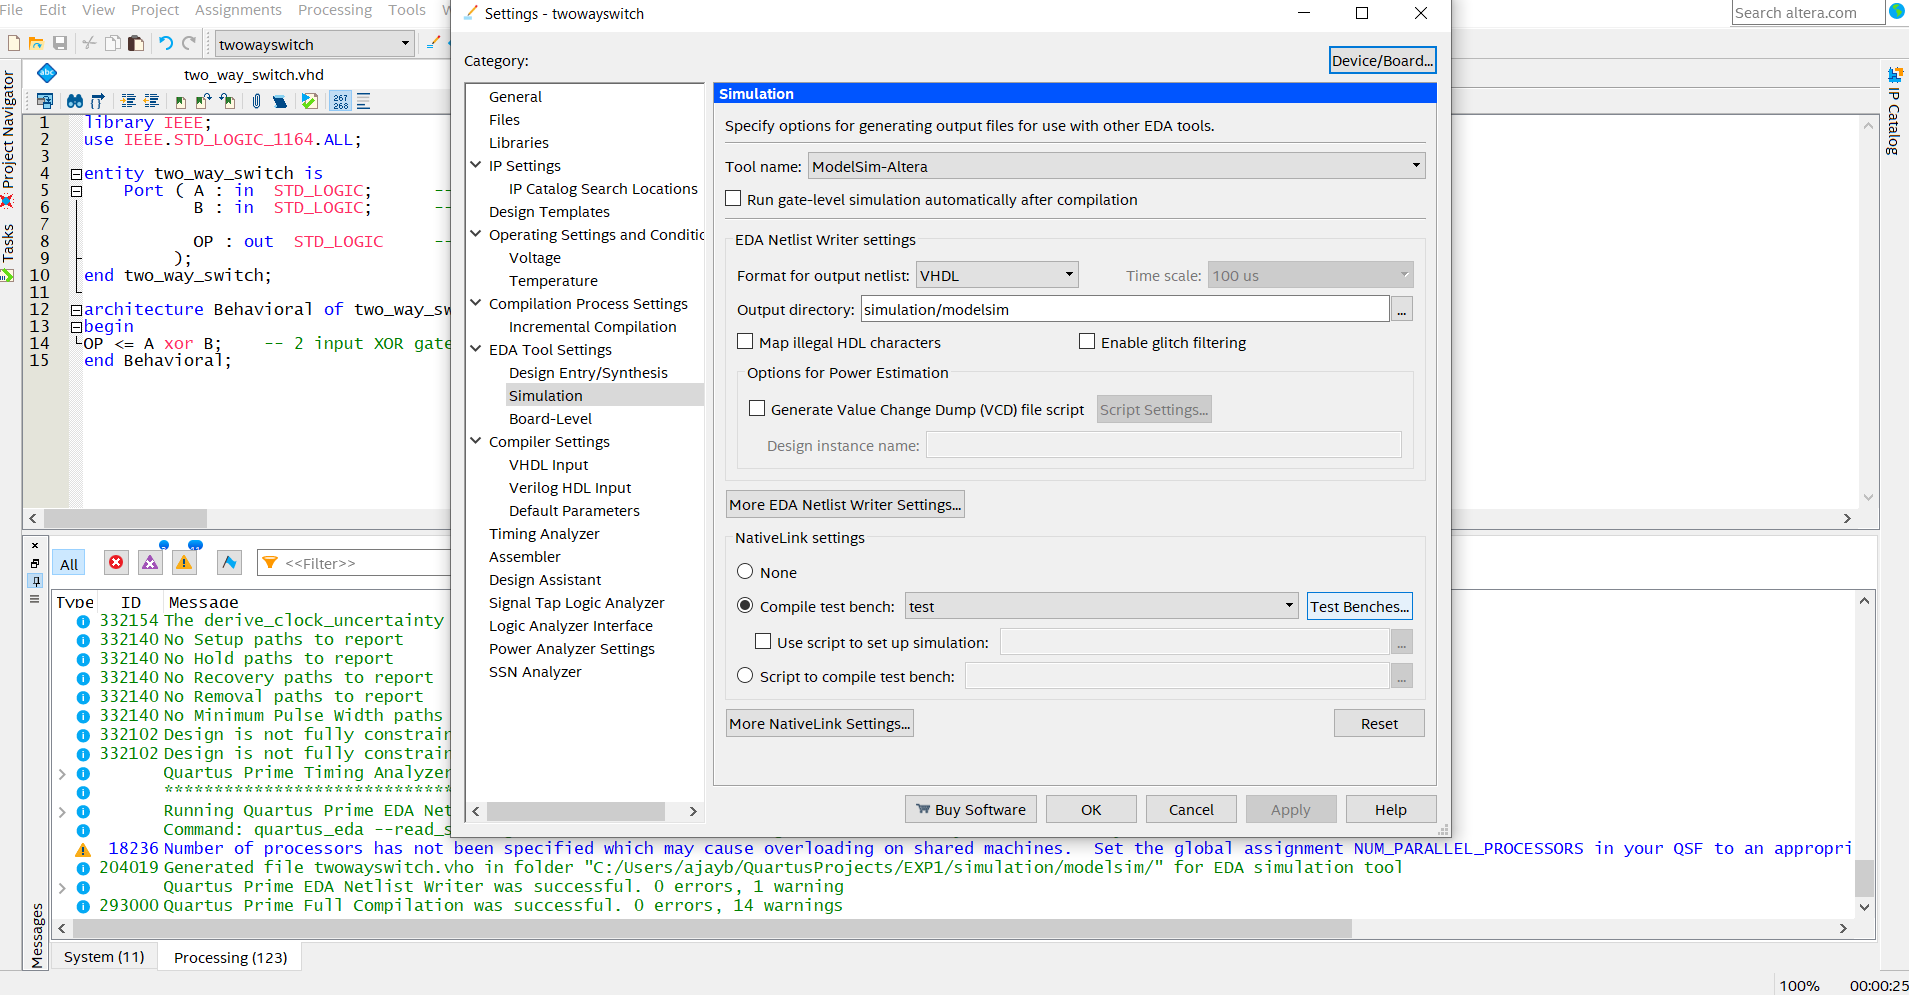 File Edit View Project Assignments Processing Tools
Settings - twowayswitch
Search altera.com
twowayswitch
Category:
Device/Board...
two_way_switch.vhd
Project Navigator
Tasks
IP Catalog
267
268
1 library IEEE;
2 use IEEE.STD_LOGIC_1164.ALL;
3
4 entity two_way_switch is
5 Port ( A : in STD_LOGIC; --
6 B : in STD_LOGIC; --
7
8 OP : out STD_LOGIC --
9 );
10 end two_way_switch;
11
12 architecture Behavioral of two_way_sw
13 begin
14 OP <= A xor B; -- 2 input XOR gate
15 end Behavioral;
General
Files
Libraries
IP Settings
IP Catalog Search Locations
Design Templates
Operating Settings and Conditio
Voltage
Temperature
Compilation Process Settings
Incremental Compilation
EDA Tool Settings
Design Entry/Synthesis
Simulation
Board-Level
Compiler Settings
VHDL Input
Verilog HDL Input
Default Parameters
Timing Analyzer
Assembler
Design Assistant
Signal Tap Logic Analyzer
Logic Analyzer Interface
Power Analyzer Settings
SSN Analyzer
Simulation
Specify options for generating output files for use with other EDA tools.
Tool name: ModelSim-Altera
Run gate-level simulation automatically after compilation
EDA Netlist Writer settings
Format for output netlist: VHDL Time scale: 100 us
Output directory: simulation/modelsim ...
Map illegal HDL characters Enable glitch filtering
Options for Power Estimation
Generate Value Change Dump (VCD) file script Script Settings...
Design instance name:
More EDA Netlist Writer Settings...
NativeLink settings
None
Compile test bench: test Test Benches...
Use script to set up simulation: ...
Script to compile test bench: ...
More NativeLink Settings... Reset
Buy Software OK Cancel Apply Help
All <<Filter>>
Type ID Message
332154 The derive_clock_uncertainty
332140 No Setup paths to report
332140 No Hold paths to report
332140 No Recovery paths to report
332140 No Removal paths to report
332140 No Minimum Pulse Width paths
332102 Design is not fully constrain
332102 Design is not fully constrain
Quartus Prime Timing Analyzer
*****************************
Running Quartus Prime EDA Net
Command: quartus_eda --read_s
18236 Number of processors has not been specified which may cause overloading on shared machines. Set the global assignment NUM_PARALLEL_PROCESSORS in your QSF to an appropri
204019 Generated file twowayswitch.vho in folder "C:/Users/ajayb/QuartusProjects/EXP1/simulation/modelsim/" for EDA simulation tool
Quartus Prime EDA Netlist Writer was successful. 0 errors, 1 warning
293000 Quartus Prime Full Compilation was successful. 0 errors, 14 warnings
Messages
System (11) Processing (123)
100% 00:00:25